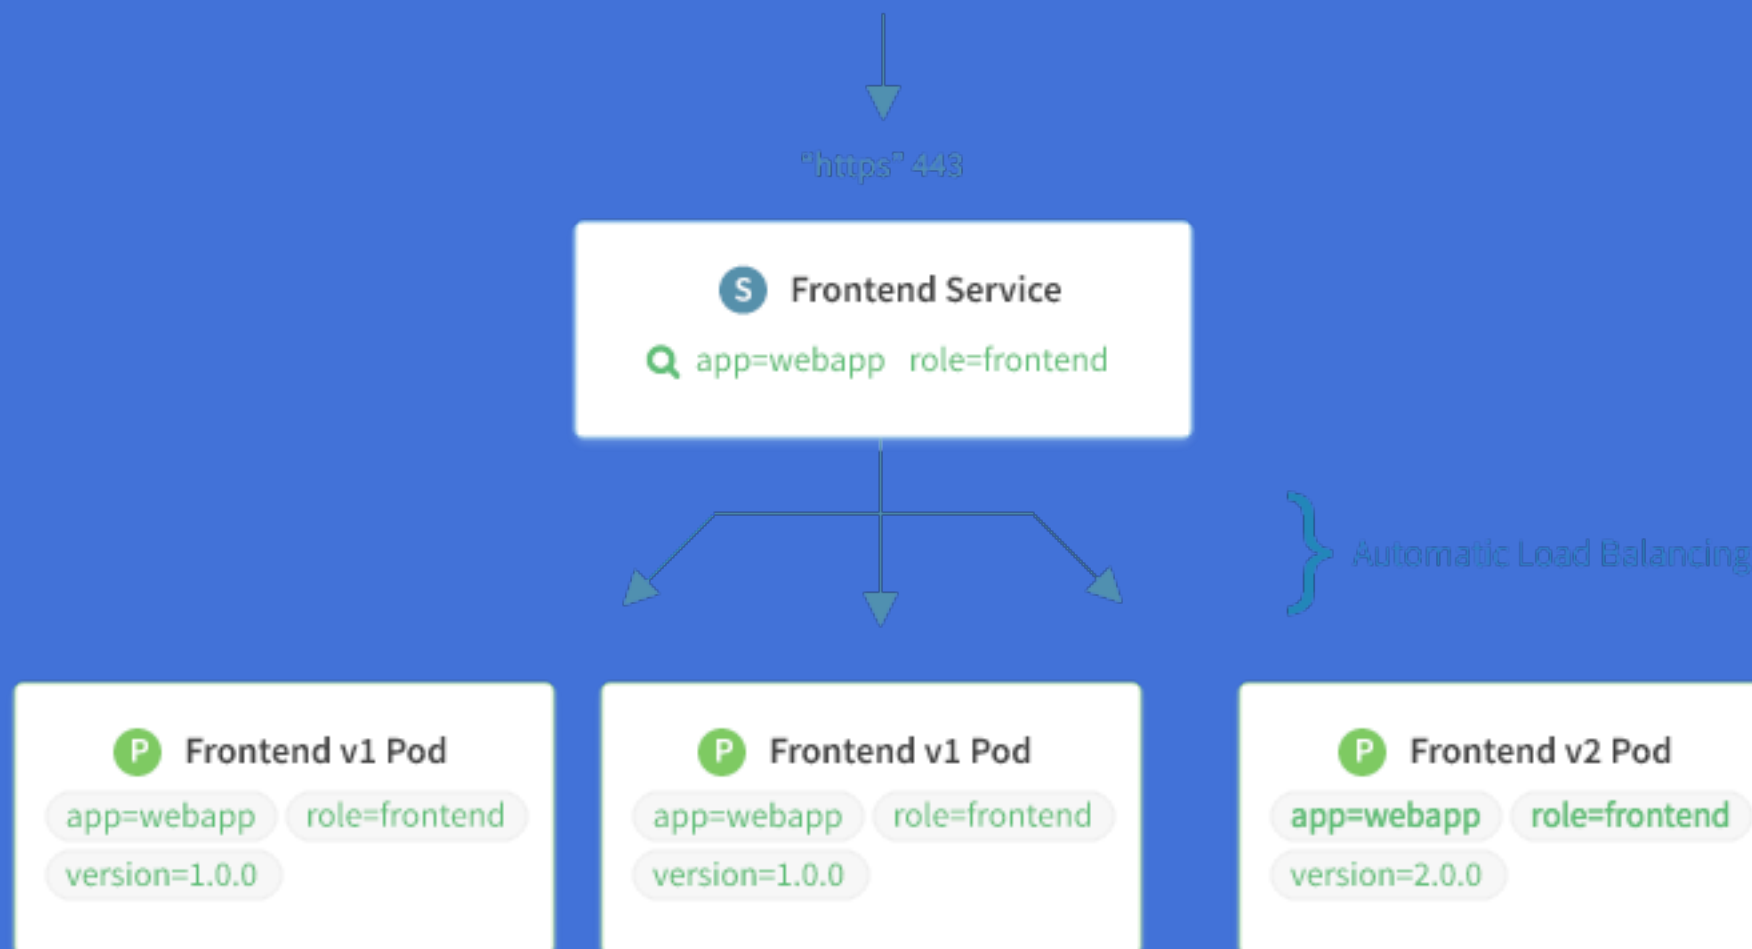 "https" 443
S Frontend Service
app=webapp role=frontend
Automatic Load Balancing
P Frontend v1 Pod
app=webapp role=frontend
version=1.0.0
P Frontend v1 Pod
app=webapp role=frontend
version=1.0.0
P Frontend v2 Pod
app=webapp role=frontend
version=2.0.0